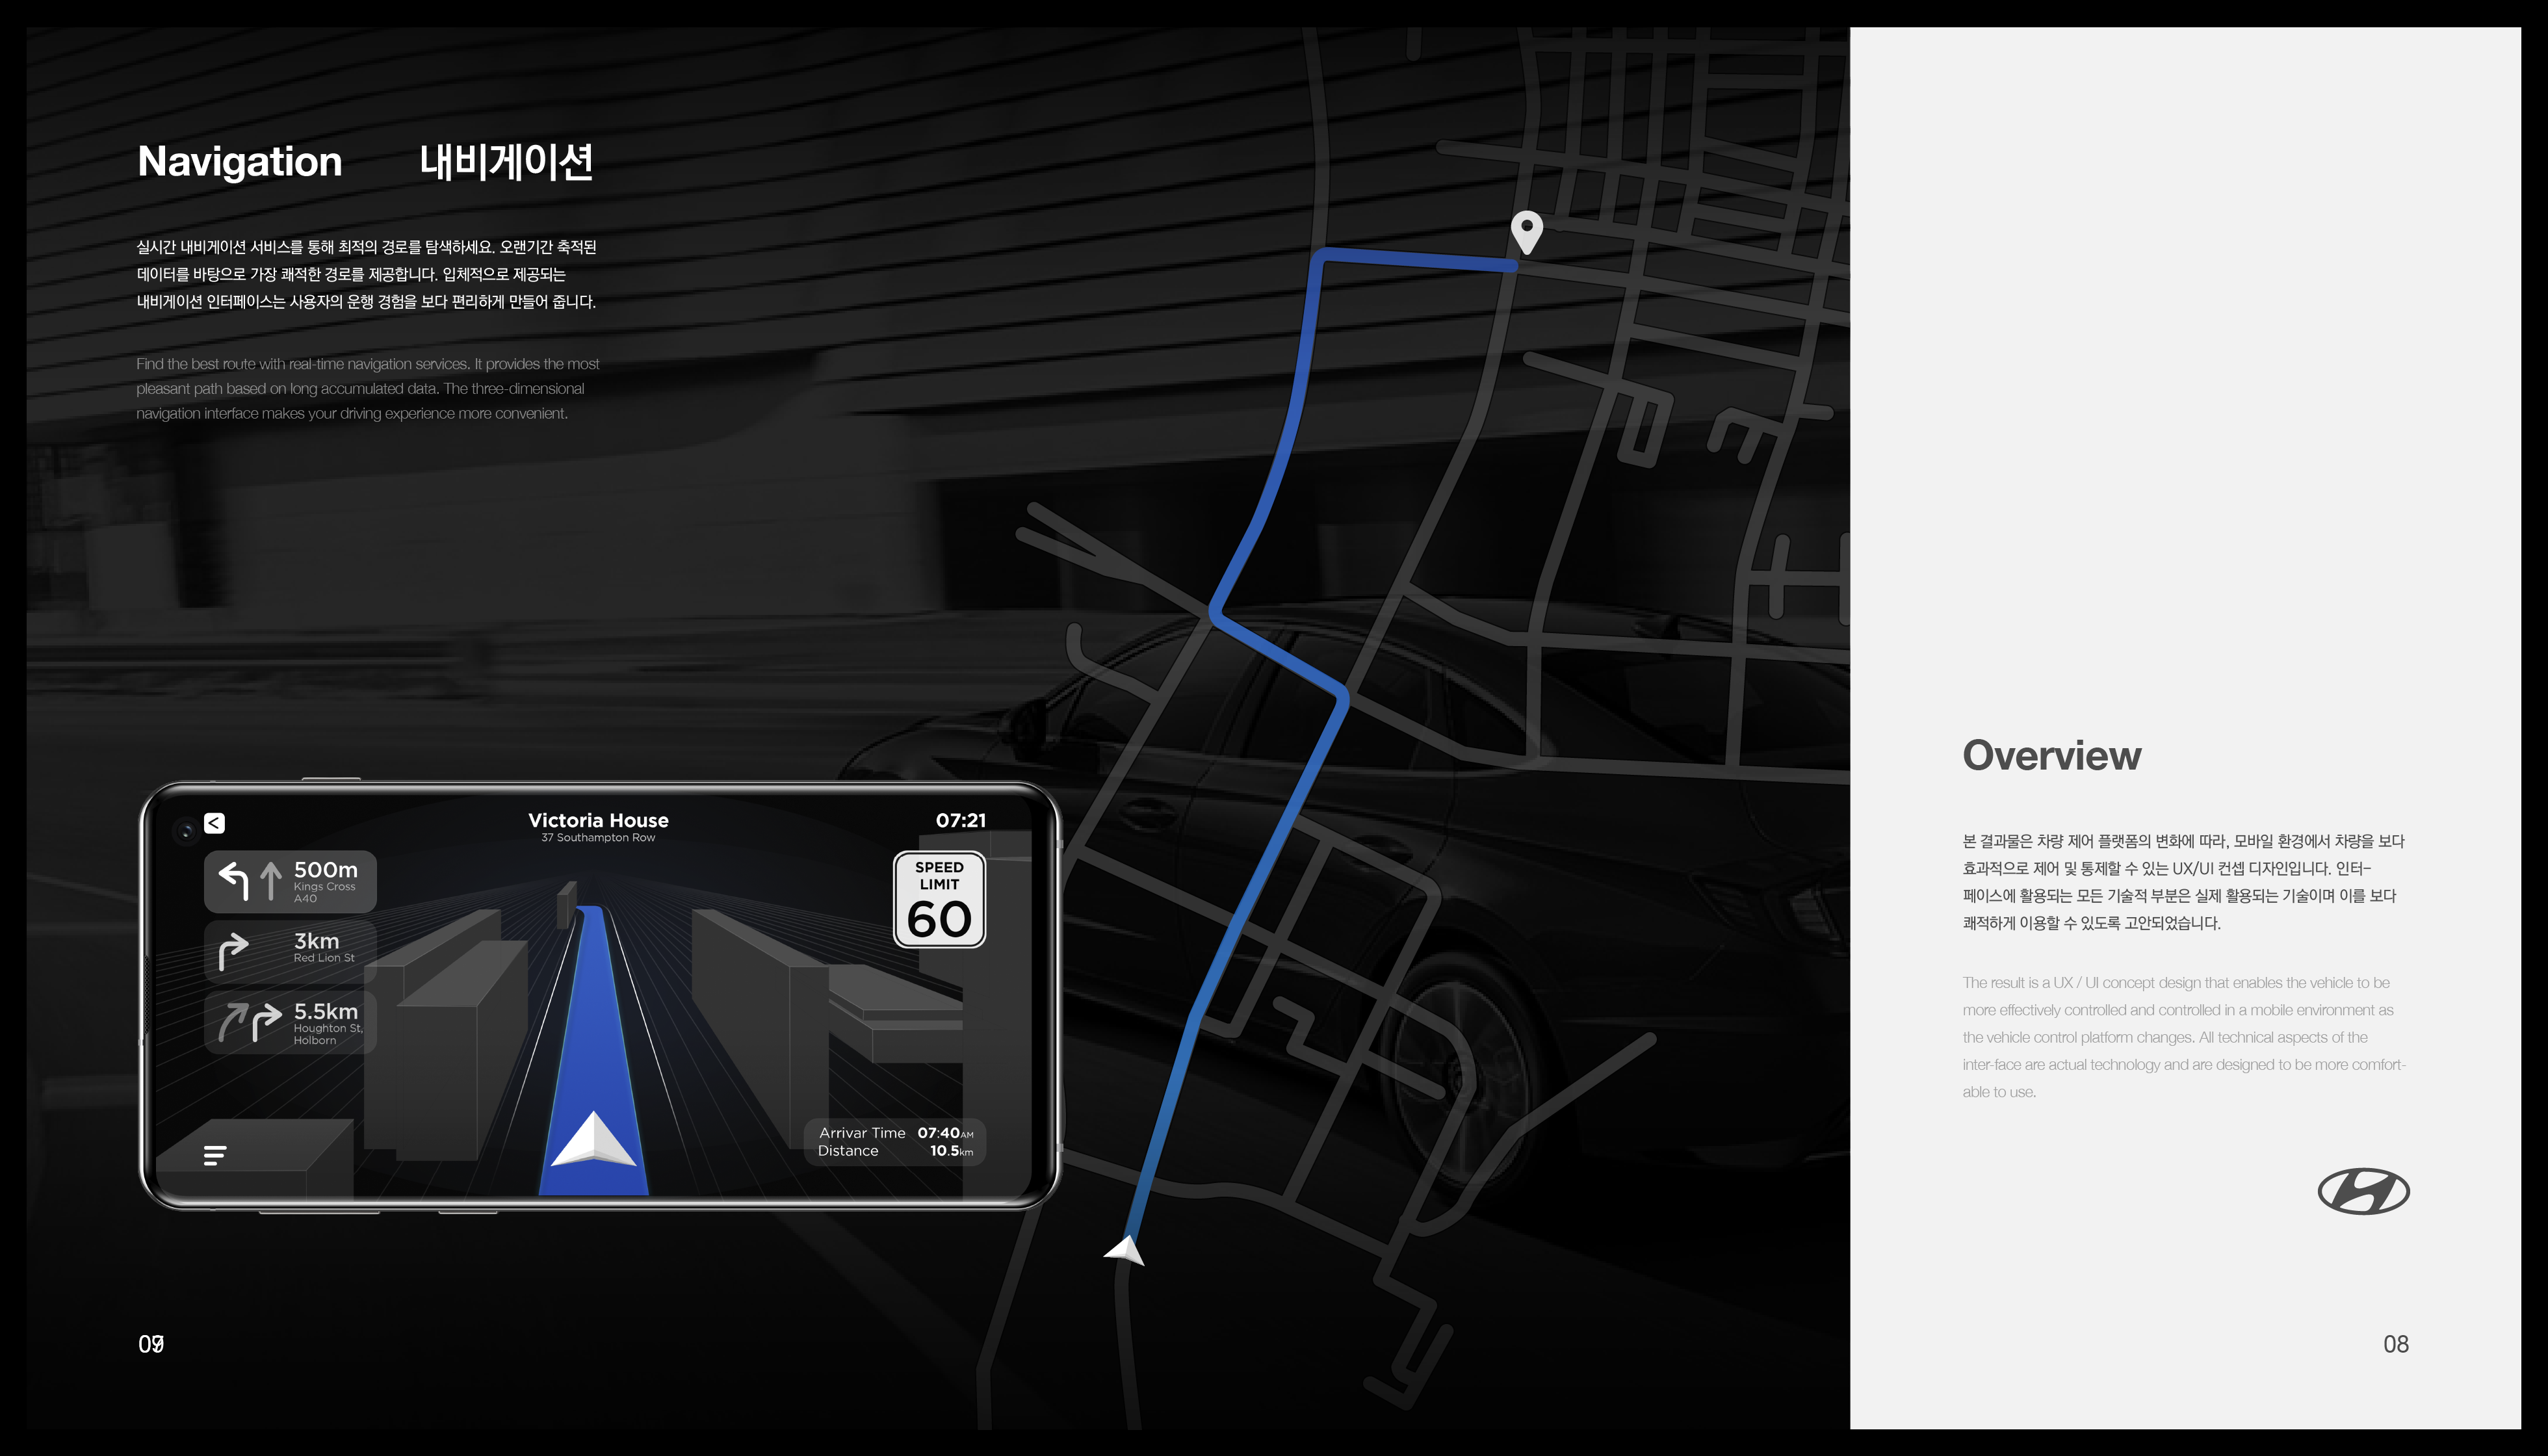 Navigation 내비게이션
실시간 내비게이션 서비스를 통해 최적의 경로를 탐색하세요. 오랜기간 축적된
데이터를 바탕으로 가장 쾌적한 경로를 제공합니다. 입체적으로 제공되는
내비게이션 인터페이스는 사용자의 운행 경험을 보다 편리하게 만들어 줍니다.
Find the best route with real-time navigation services. It provides the most
pleasant path based on long accumulated data. The three-dimensional
navigation interface makes your driving experience more convenient.
<
Victoria House
37 Southampton Row
07:21
500m
Kings Cross
A40
3km
Red Lion St
5.5km
Houghton St,
Holborn
SPEED
LIMIT
60
Arrivar Time 07:40AM
Distance 10.5km
Overview
본 결과물은 차량 제어 플랫폼의 변화에 따라, 모바일 환경에서 차량을 보다
효과적으로 제어 및 통제할 수 있는 UX/UI 컨셉 디자인입니다. 인터-
페이스에 활용되는 모든 기술적 부분은 실제 활용되는 기술이며 이를 보다
쾌적하게 이용할 수 있도록 고안되었습니다.
The result is a UX / UI concept design that enables the vehicle to be
more effectively controlled and controlled in a mobile environment as
the vehicle control platform changes. All technical aspects of the
inter-face are actual technology and are designed to be more comfort-
able to use.
08